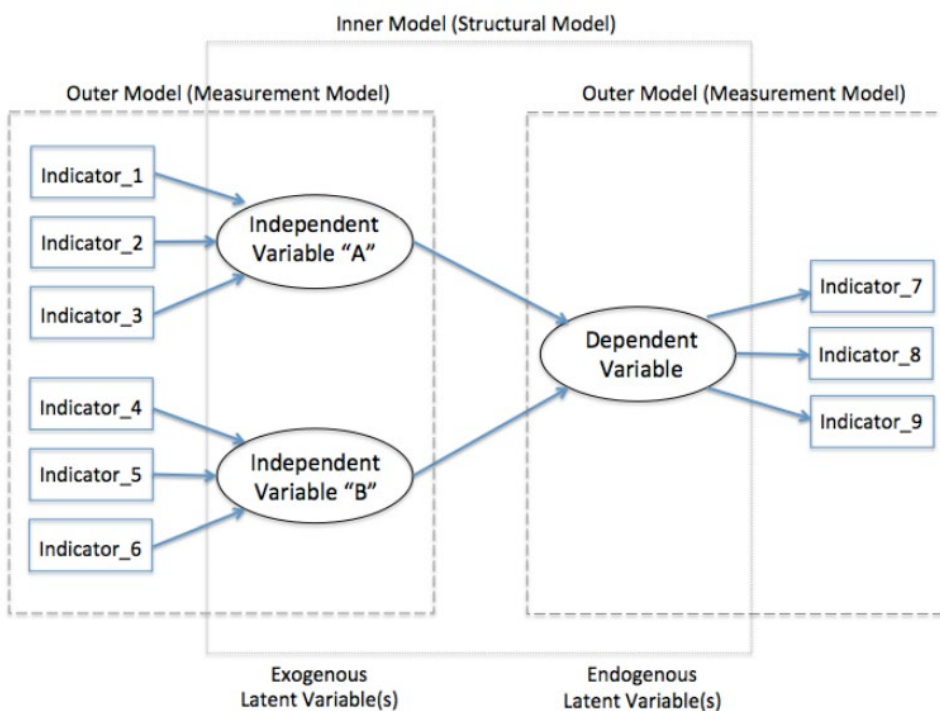 Inner Model (Structural Model)
Outer Model (Measurement Model)
Outer Model (Measurement Model)
Indicator_1
Indicator_2
Indicator_3
Independent
Variable “A”
Indicator_4
Indicator_5
Indicator_6
Independent
Variable “B”
Dependent
Variable
Indicator_7
Indicator_8
Indicator_9
Exogenous
Latent Variable(s)
Endogenous
Latent Variable(s)